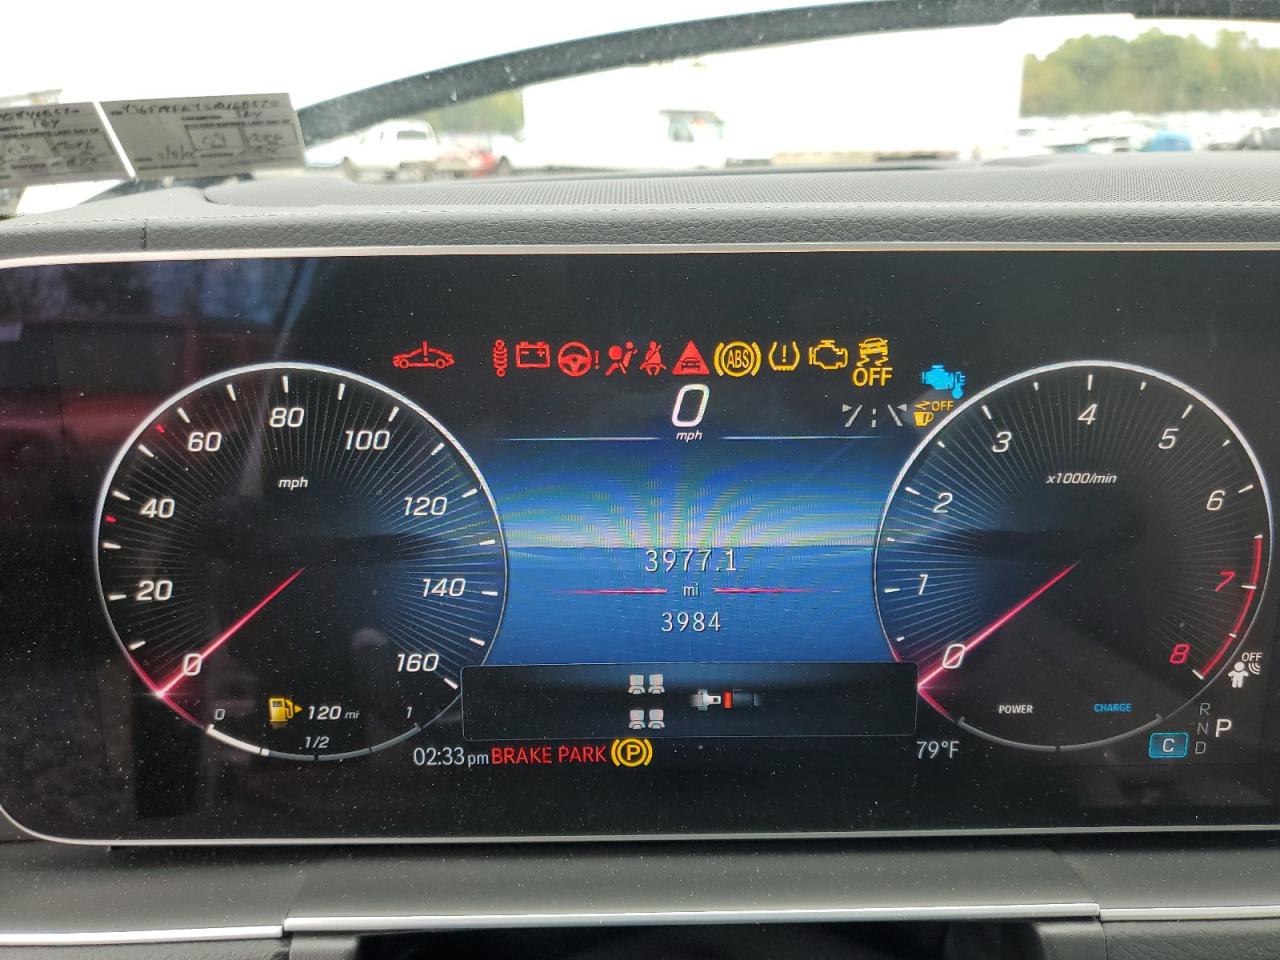 ABS
OFF
0
mph
OFF
80
60
100
mph
40
120
20
140
0
160
0
120 mi
1
1/2
3977.1
mi
3984
4
3
5
x1000/min
2
6
1
7
0
8
OFF
POWER
CHARGE
R
N P
C D
02:33 pm BRAKE PARK P
79°F